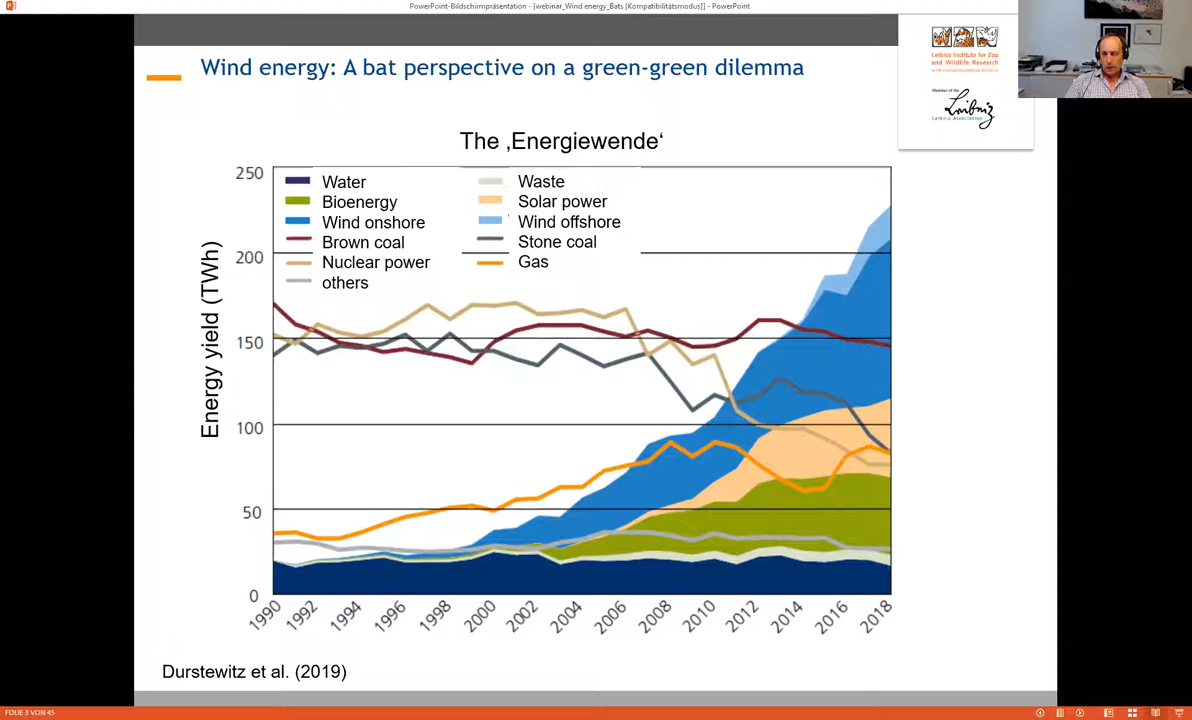 PowerPoint-Bildschirmpräsentation - [webinar_Wind energy_Bats [Kompatibilitätsmodus]] - PowerPoint
Wind energy: A bat perspective on a green-green dilemma
Leibniz Institute for Zoo
and Wildlife Research
Member of the
Leibniz
Leibniz Association
The ‚Energiewende‘
Energy yield (TWh)
250
200
150
100
50
0
Water
Bioenergy
Wind onshore
Brown coal
Nuclear power
others
Waste
Solar power
Wind offshore
Stone coal
Gas
1990
1992
1994
1996
1998
2000
2002
2004
2006
2008
2010
2012
2014
2016
2018
Durstewitz et al. (2019)
FOLIE 3 VON 45